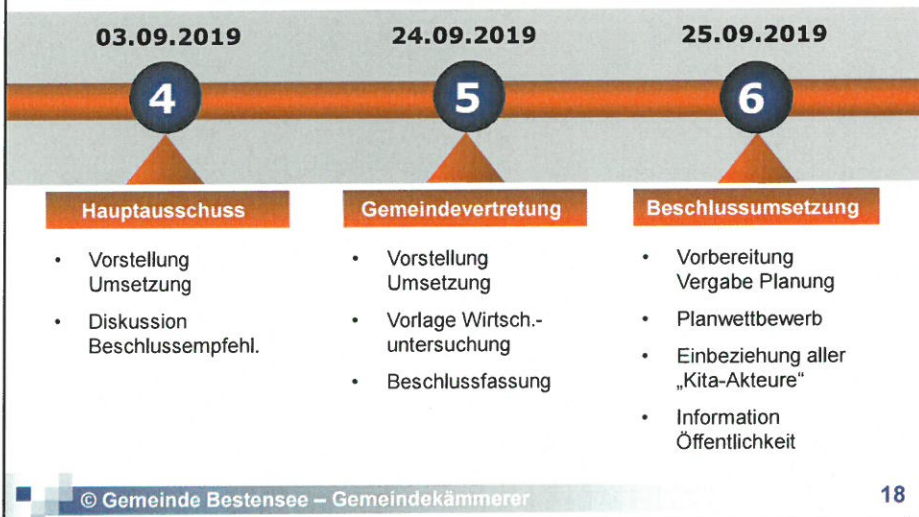 03.09.2019
4
Hauptausschuss
• Vorstellung
Umsetzung
• Diskussion
Beschlussempfehl.
24.09.2019
5
Gemeindevertretung
• Vorstellung
Umsetzung
• Vorlage Wirtsch.-
untersuchung
• Beschlussfassung
25.09.2019
6
Beschlussumsetzung
• Vorbereitung
Vergabe Planung
• Planwettbewerb
• Einbeziehung aller
„Kita-Akteure“
• Information
Öffentlichkeit
© Gemeinde Bestensee – Gemeindekämmerer
18